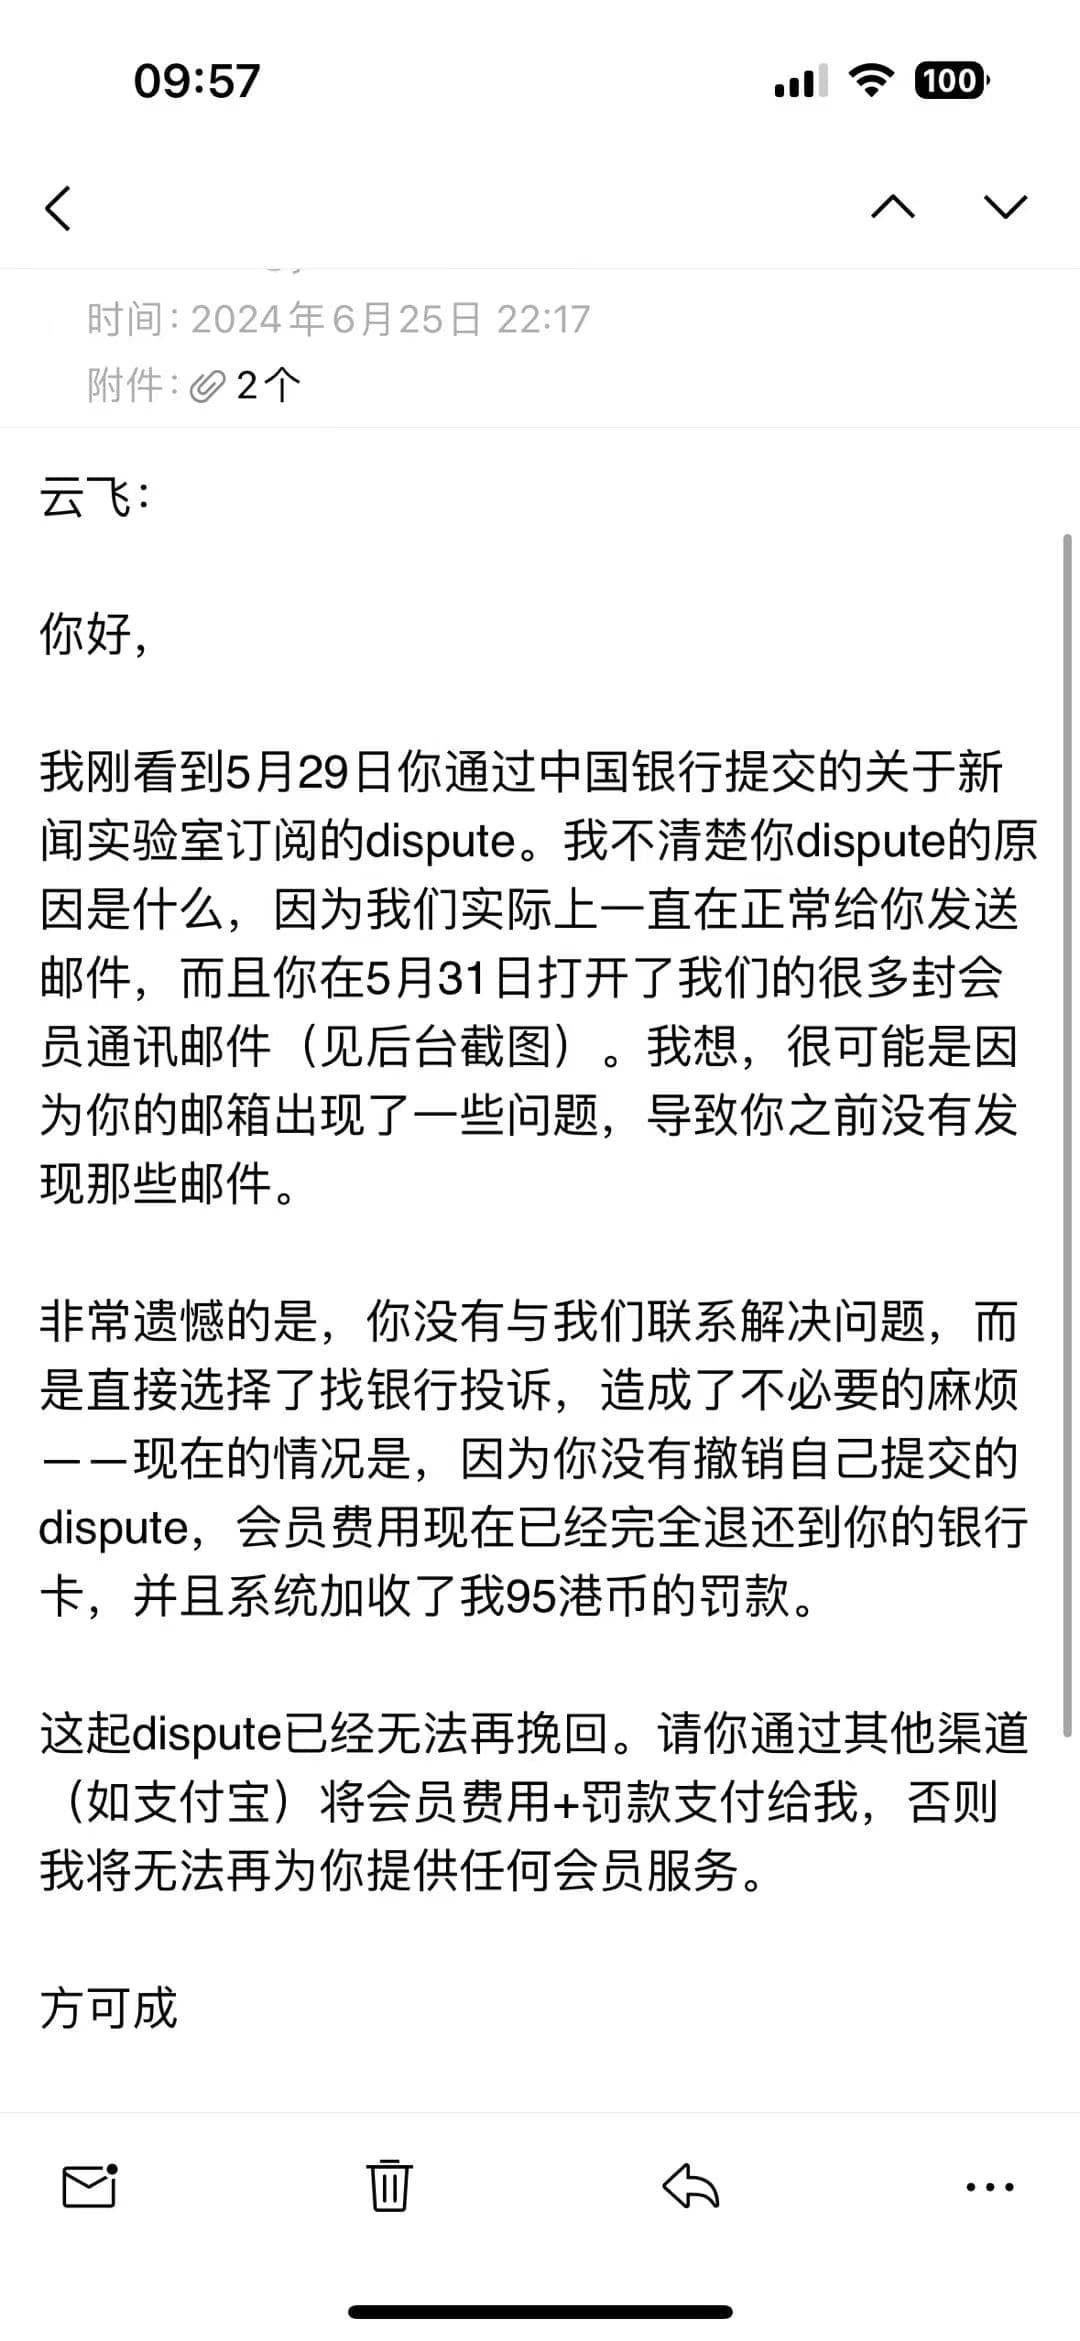 09:57
100
时间：2024年6月25日 22:17
附件： 2个
云飞：
你好，
我刚看到5月29日你通过中国银行提交的关于新
闻实验室订阅的dispute。我不清楚你dispute的原
因是什么，因为我们实际上一直在正常给你发送
邮件，而且你在5月31日打开了我们的很多封会
员通讯邮件（见后台截图）。我想，很可能是因
为你的邮箱出现了一些问题，导致你之前没有发
现那些邮件。
非常遗憾的是，你没有与我们联系解决问题，而
是直接选择了找银行投诉，造成了不必要的麻烦
——现在的情况是，因为你没有撤销自己提交的
dispute，会员费用现在已经完全退还到你的银行
卡，并且系统加收了我95港币的罚款。
这起dispute已经无法再挽回。请你通过其他渠道
（如支付宝）将会员费用+罚款支付给我，否则
我将无法再为你提供任何会员服务。
方可成